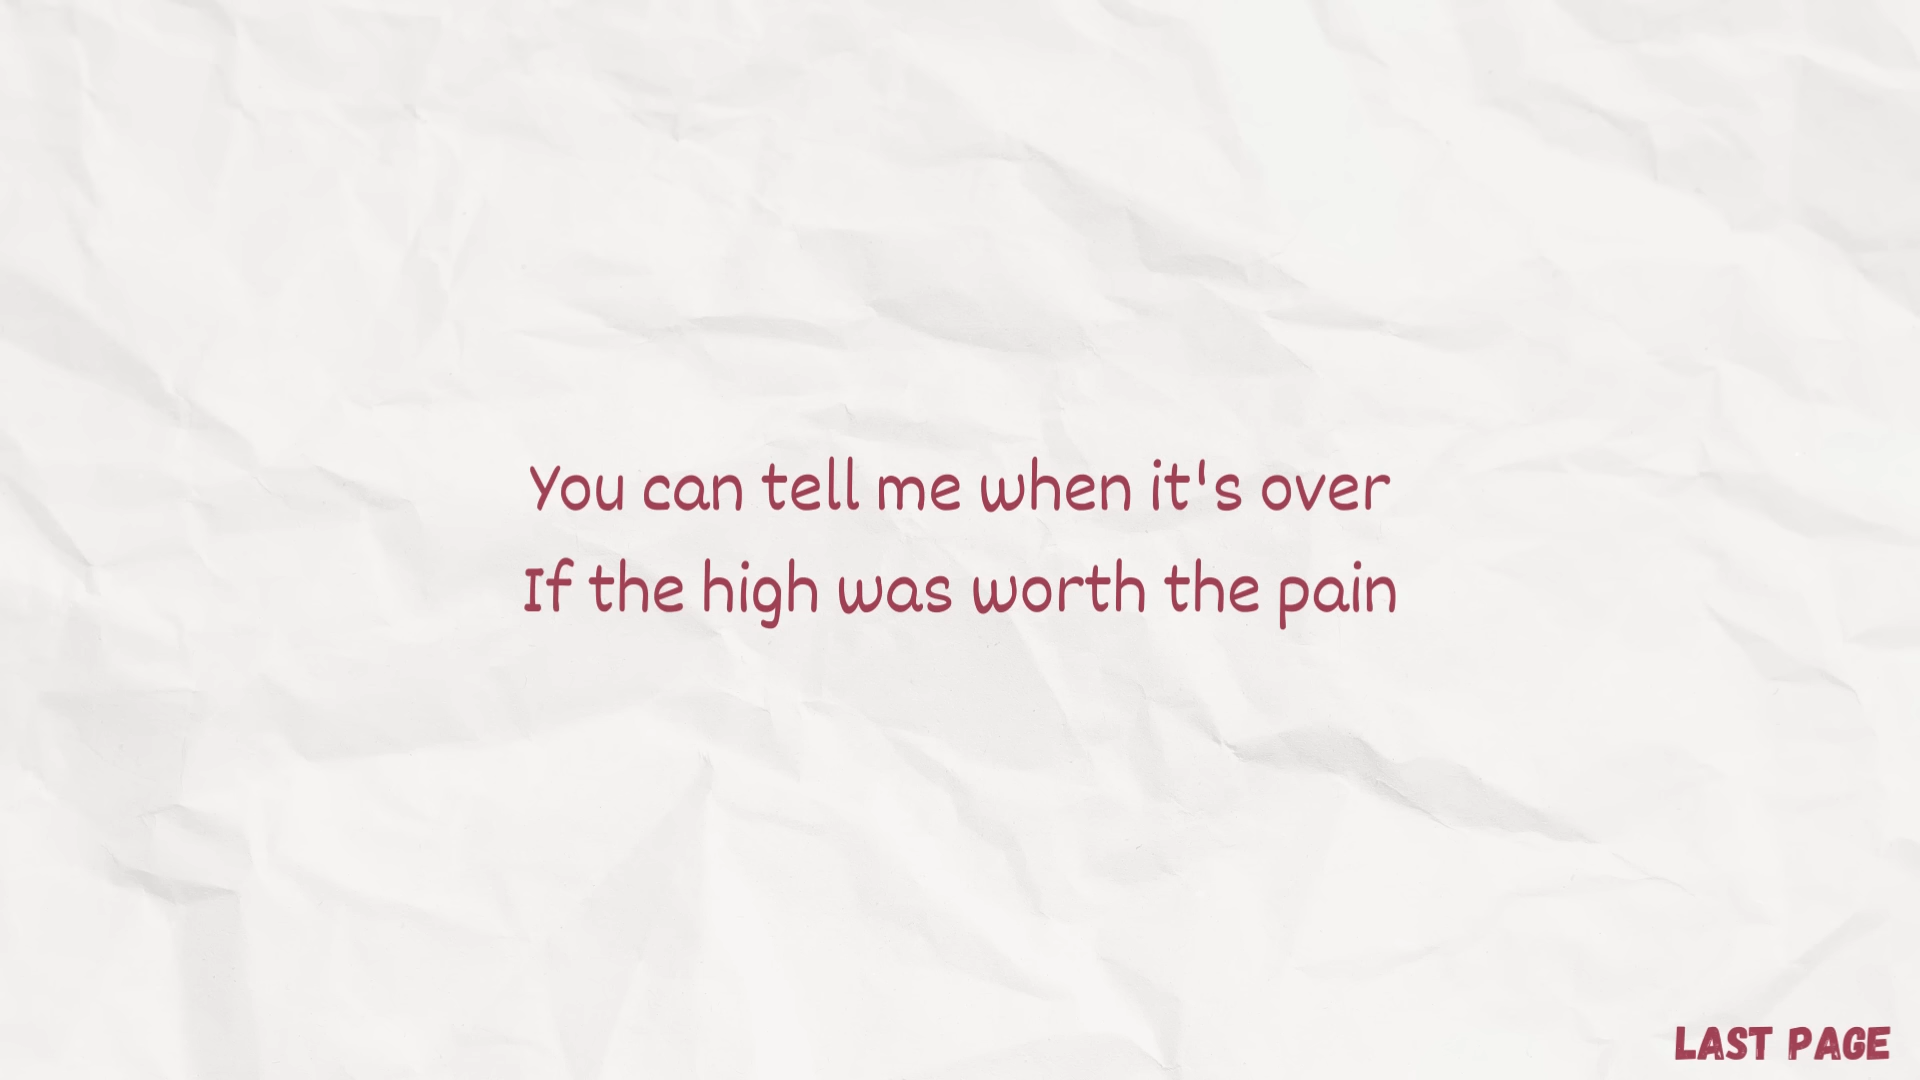 You can tell me when it's over
If the high was worth the pain
LAST PAGE